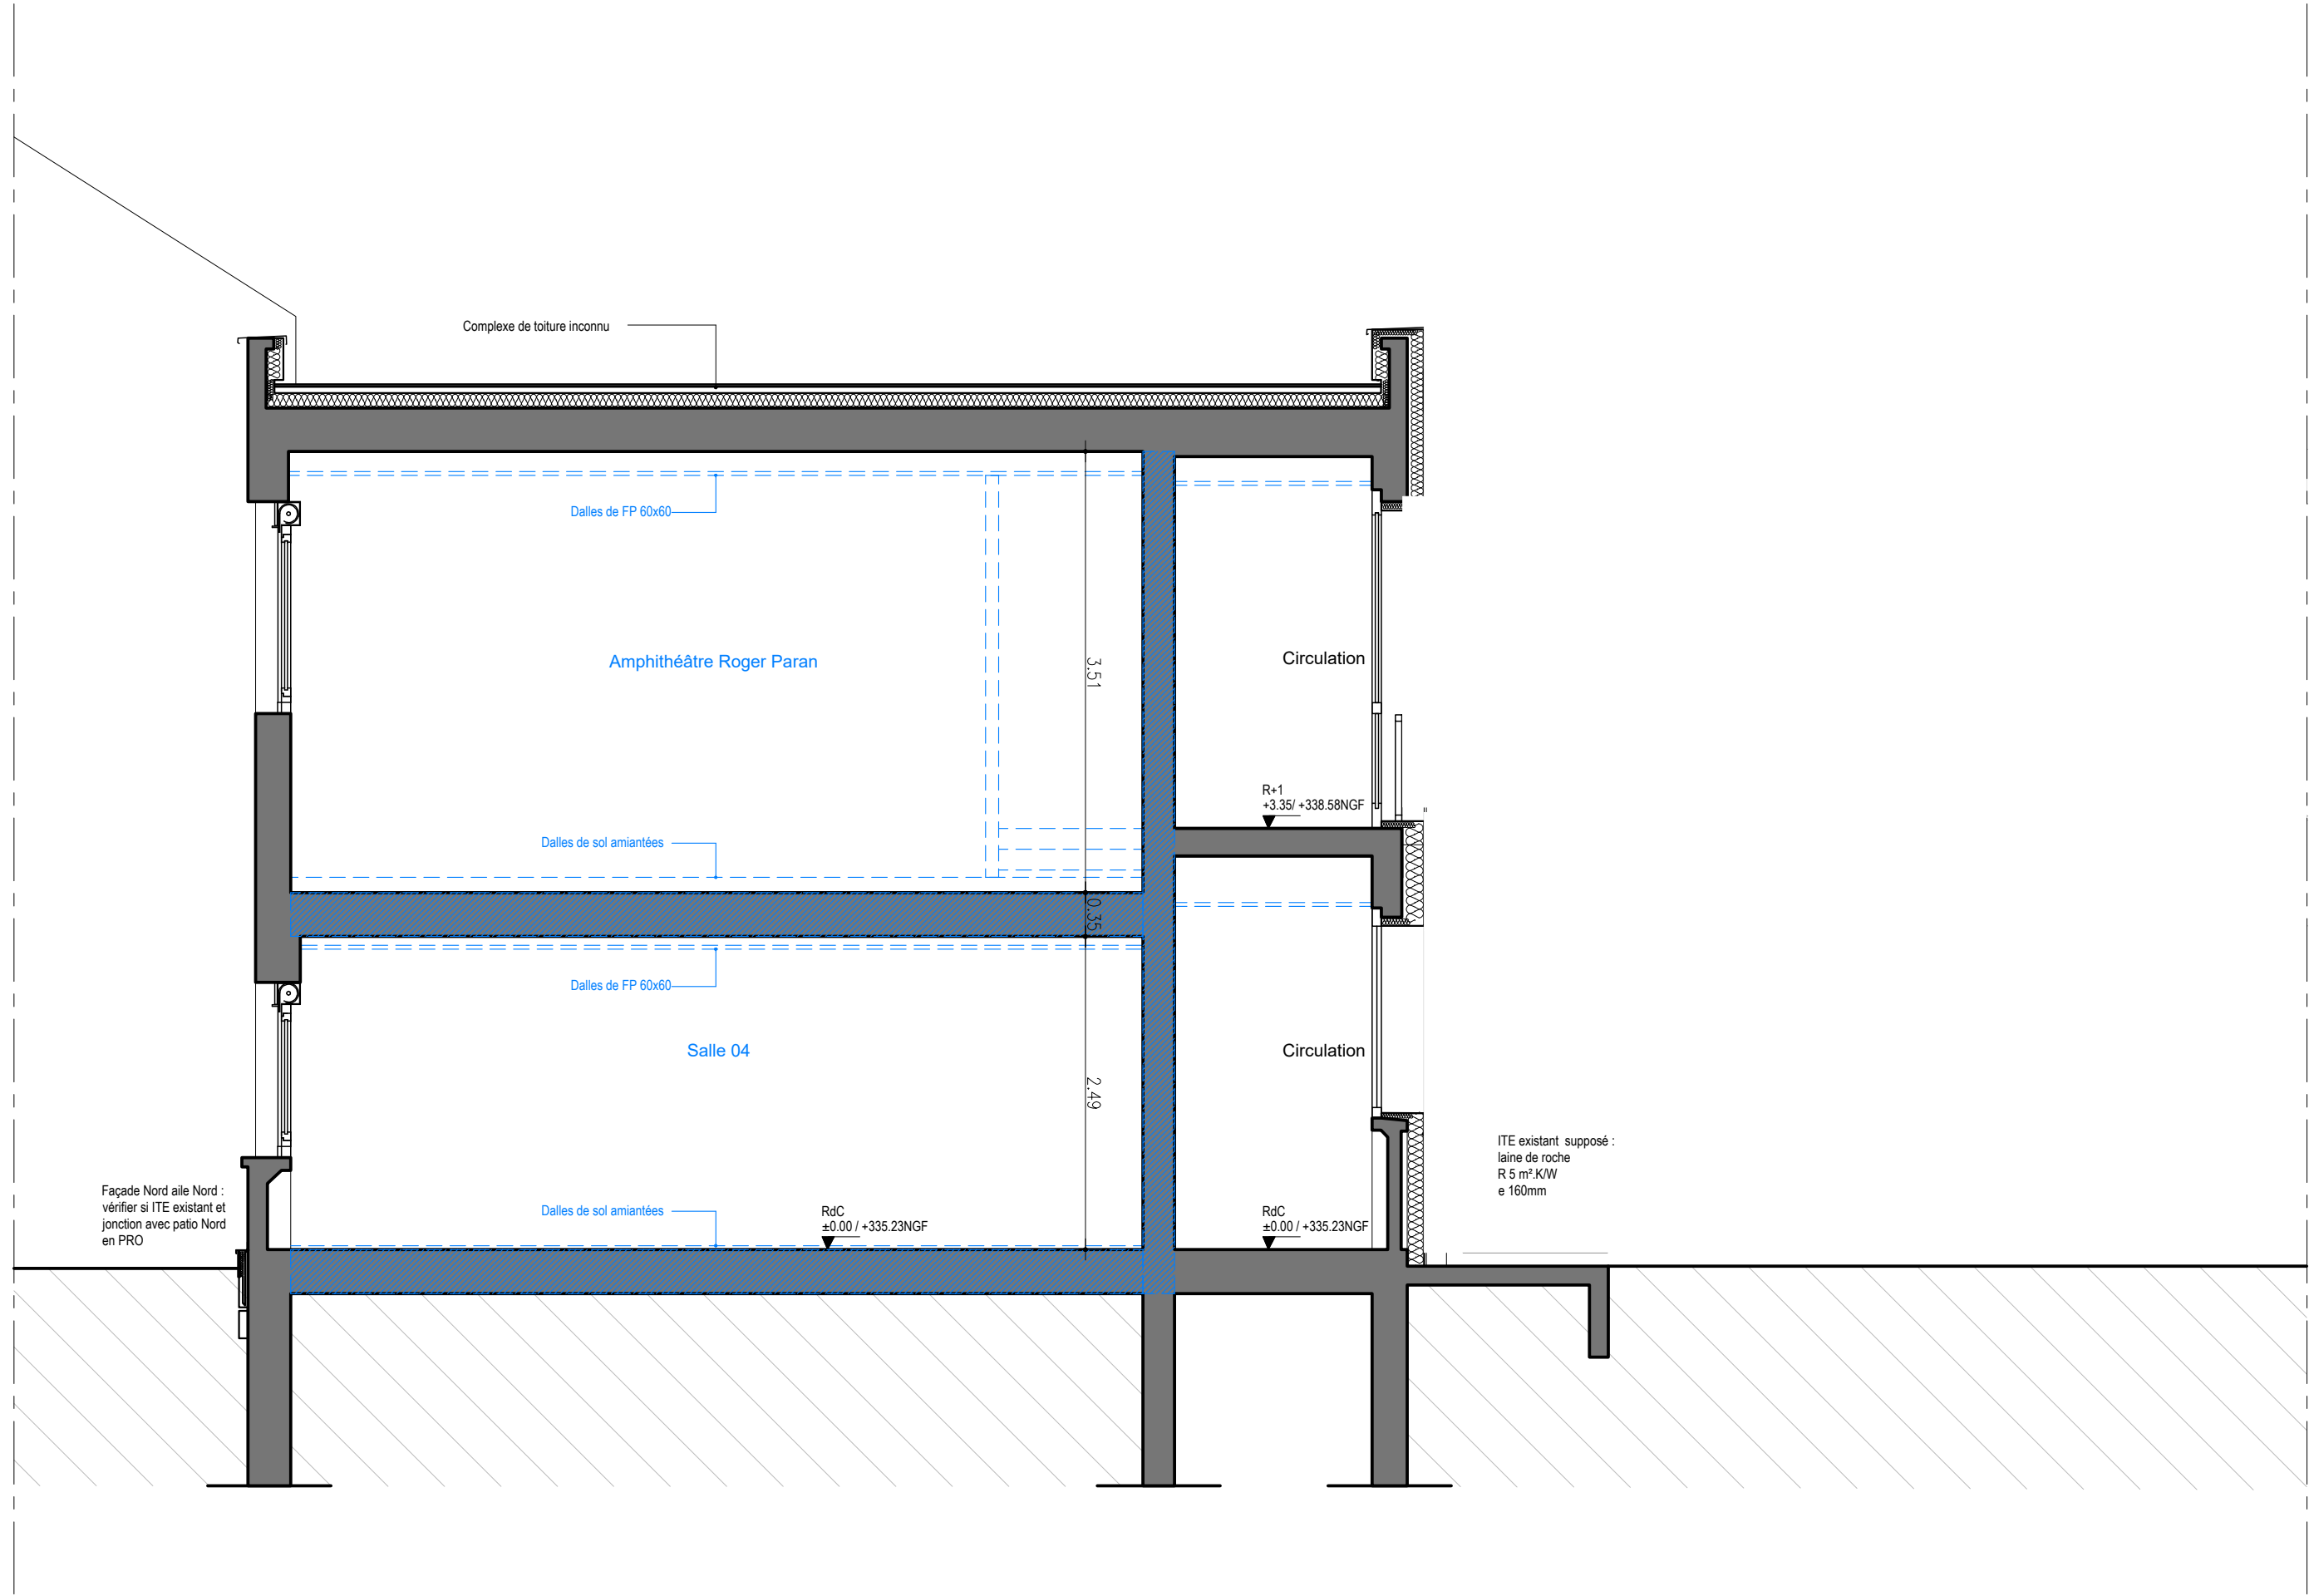 Complexe de toiture inconnu
Dalles de FP 60x60
Amphithéâtre Roger Paran
3.51
Circulation
R+1
+3.35/ +338.58NGF
Dalles de sol amiantées
0.35
Dalles de FP 60x60
Salle 04
Circulation
2.49
ITE existant supposé :
laine de roche
R 5 m².K/W
e 160mm
Façade Nord aile Nord :
vérifier si ITE existant et
jonction avec patio Nord
en PRO
Dalles de sol amiantées
RdC
±0.00 / +335.23NGF
RdC
±0.00 / +335.23NGF